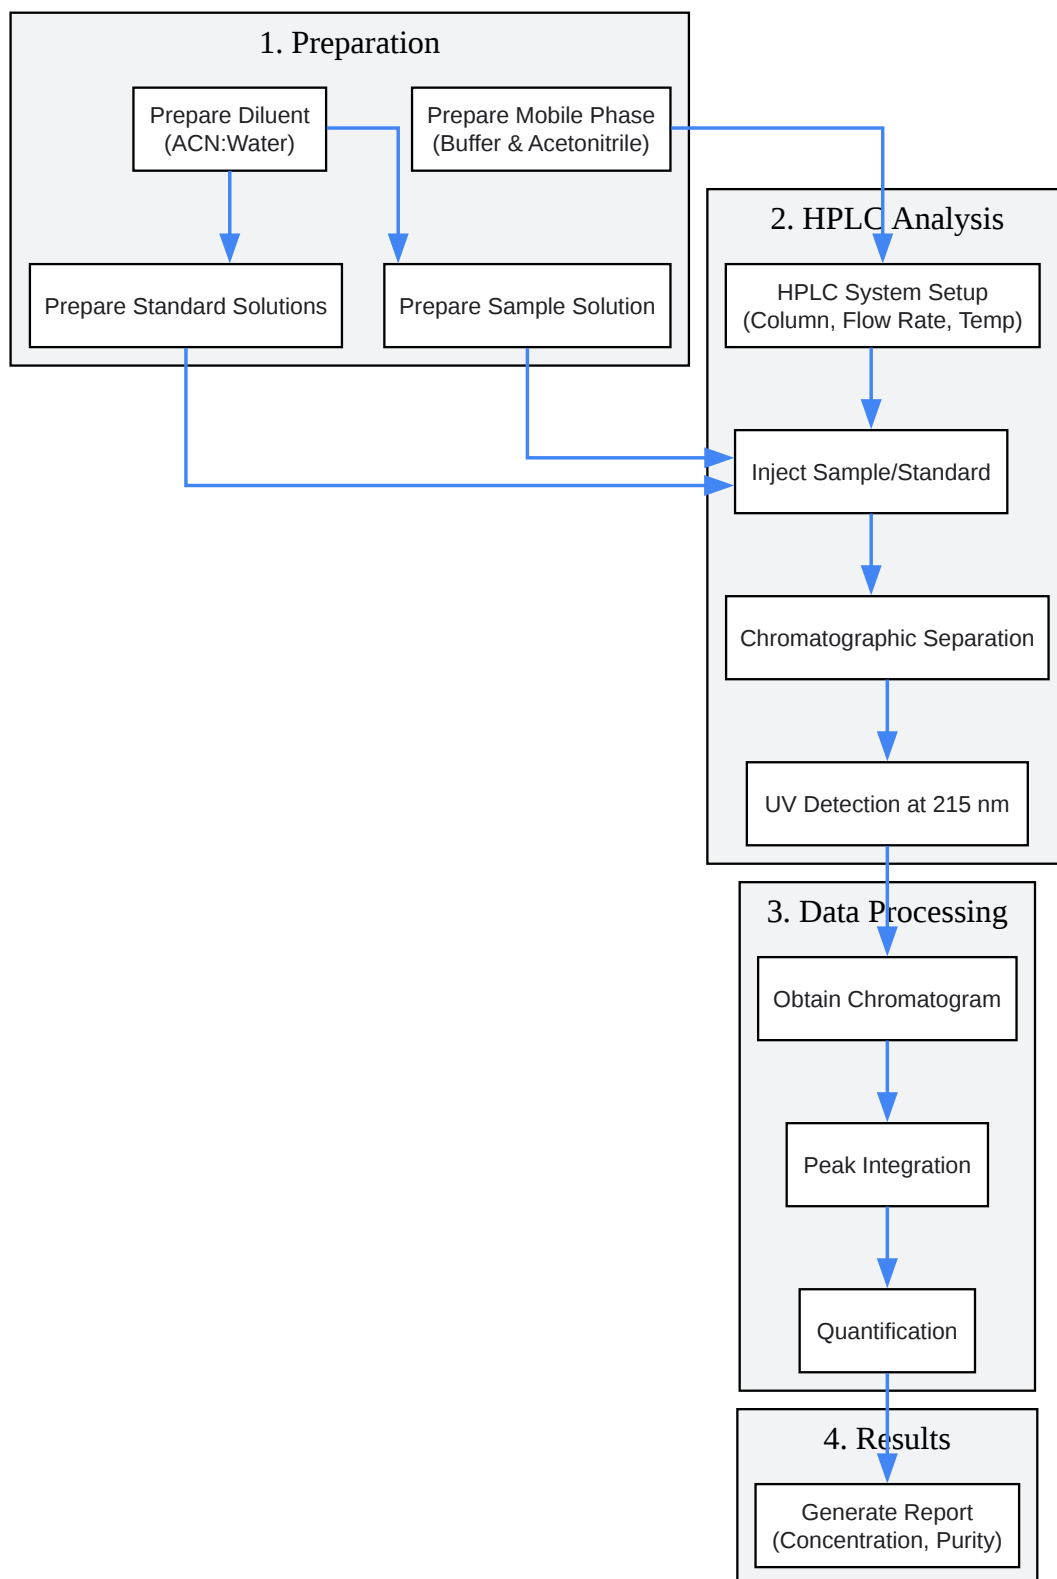 1. Preparation
Prepare Diluent
(ACN:Water)
Prepare Mobile Phase
(Buffer & Acetonitrile)
Prepare Standard Solutions
Prepare Sample Solution
2. HPLC Analysis
HPLC System Setup
(Column, Flow Rate, Temp)
Inject Sample/Standard
Chromatographic Separation
UV Detection at 215 nm
3. Data Processing
Obtain Chromatogram
Peak Integration
Quantification
4. Results
Generate Report
(Concentration, Purity)